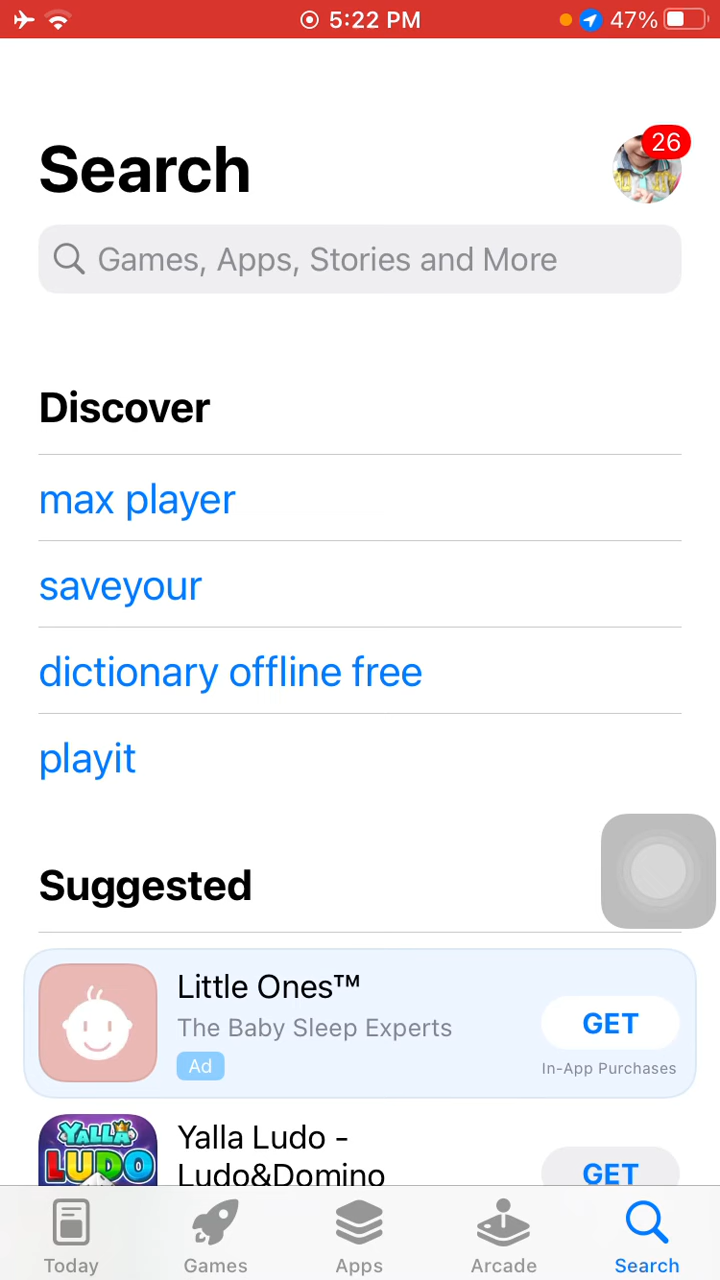 5:22 PM
47%
Search
26
Games, Apps, Stories and More
Discover
max player
saveyour
dictionary offline free
playit
Suggested
Little Ones™
The Baby Sleep Experts
Ad
GET
In-App Purchases
YALLA
LUDO
Yalla Ludo -
Ludo&Domino
GET
Today
Games
Apps
Arcade
Search